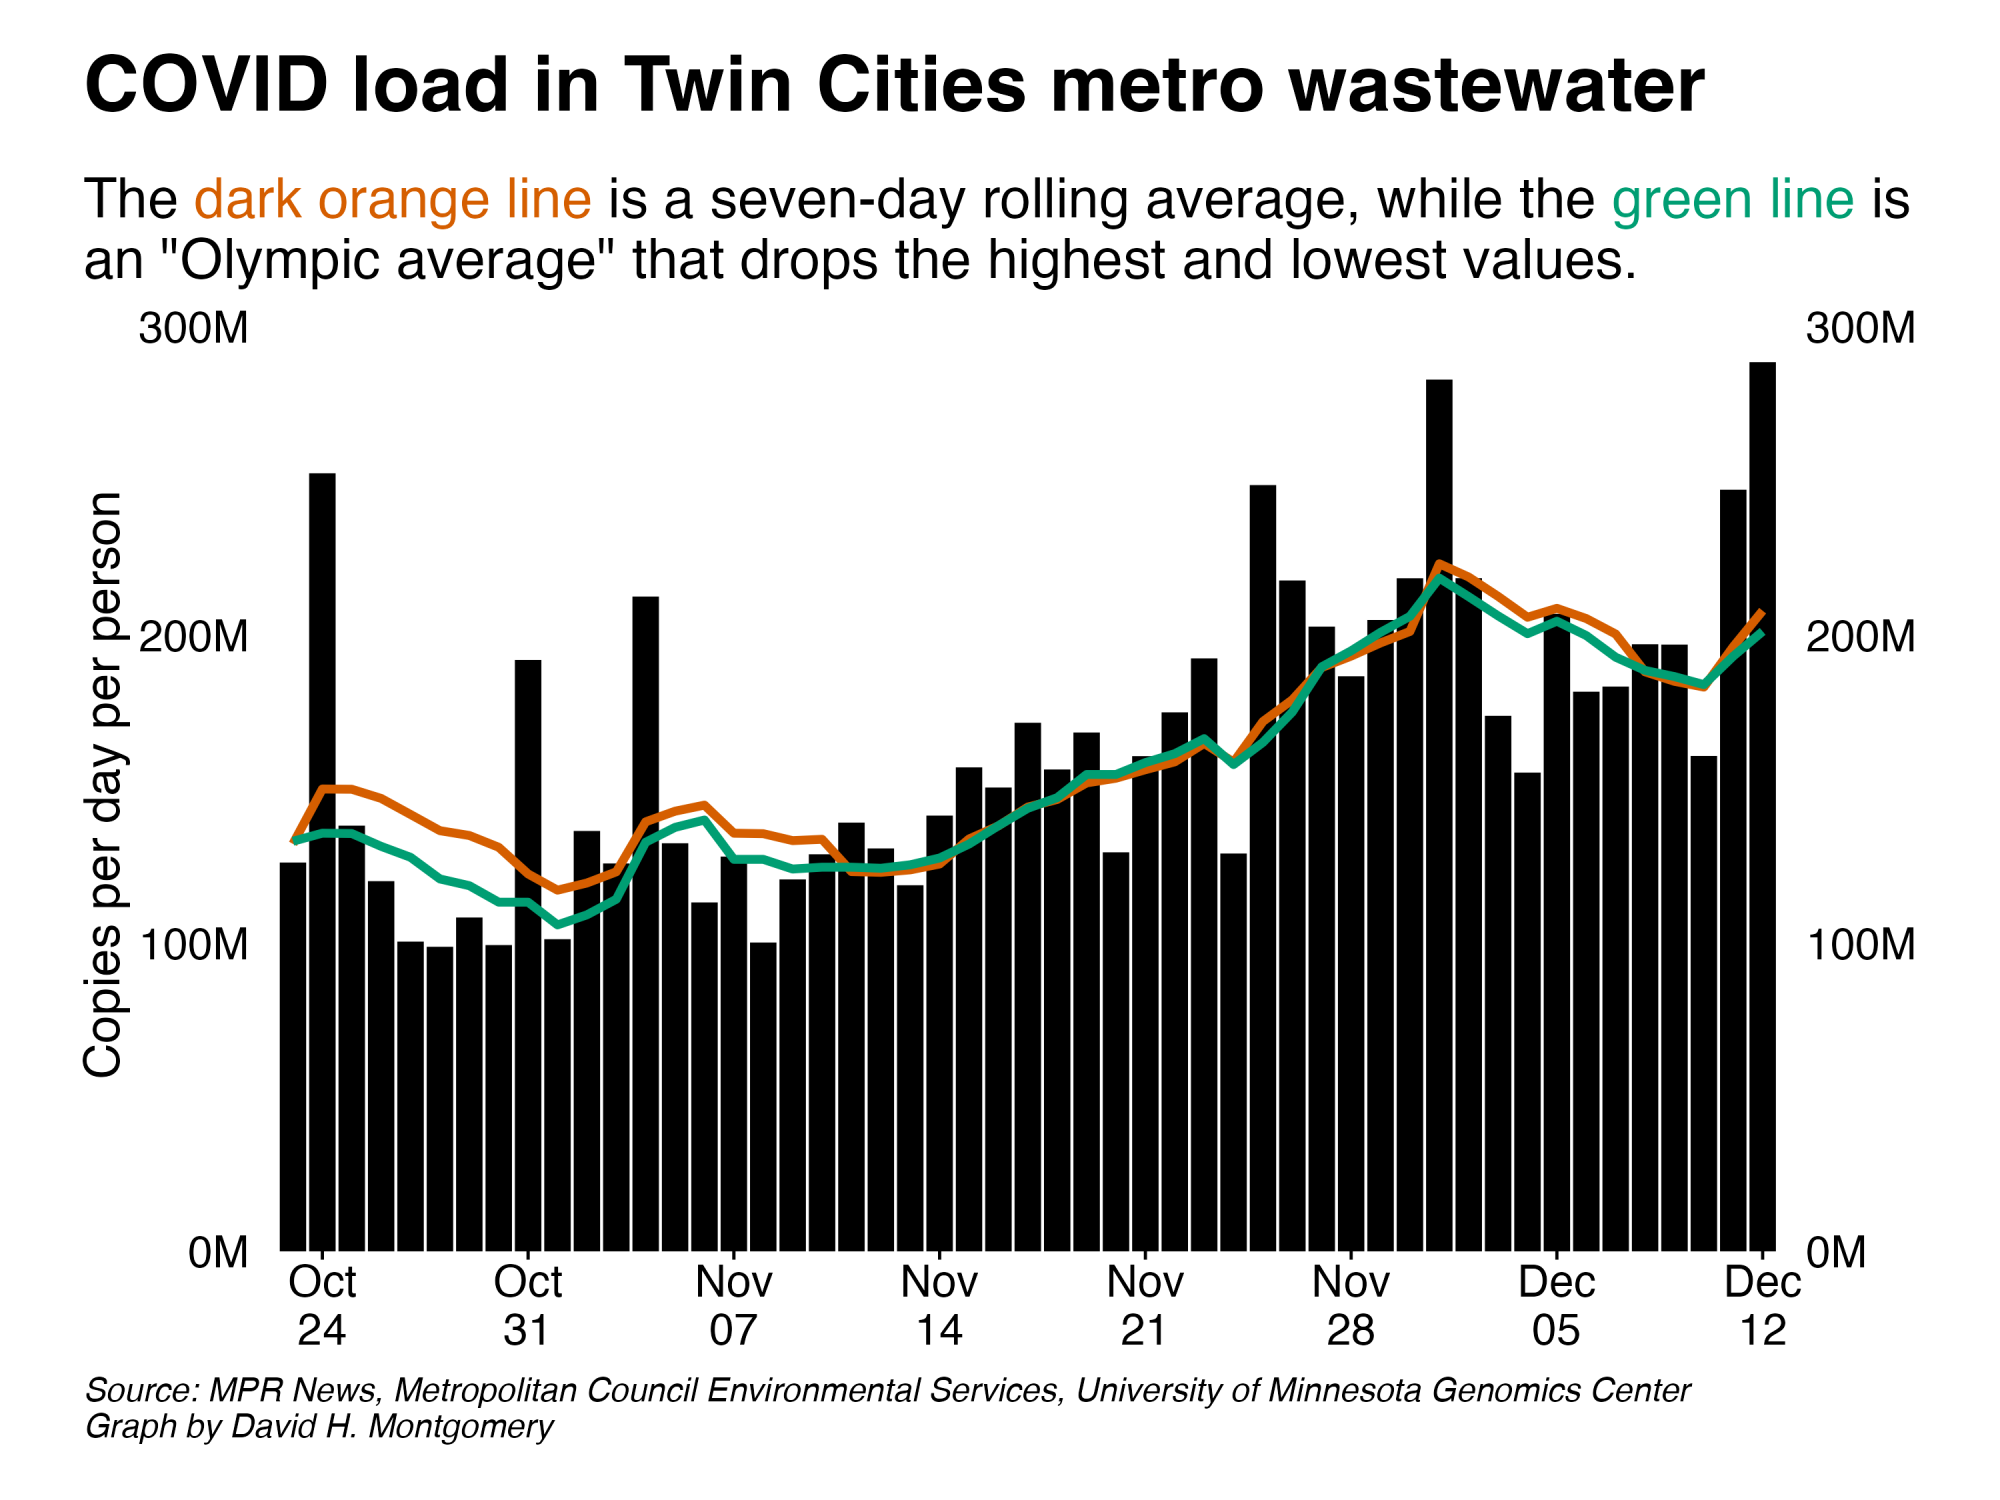 COVID load in Twin Cities metro wastewater
The dark orange line is a seven-day rolling average, while the green line is
an "Olympic average" that drops the highest and lowest values.
300M 300M
200M 200M
100M 100M
0M 0M
Copies per day per person
Oct Oct Nov Nov Nov Nov Dec Dec
24 31 07 14 21 28 05 12
Source: MPR News, Metropolitan Council Environmental Services, University of Minnesota Genomics Center
Graph by David H. Montgomery